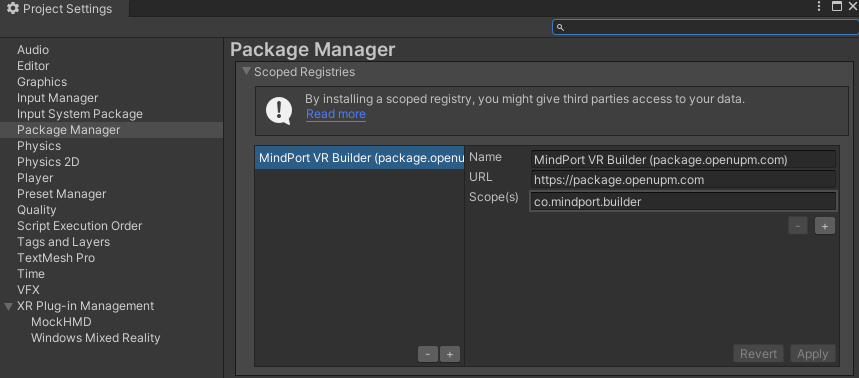 Project Settings
Audio
Editor
Graphics
Input Manager
Input System Package
Package Manager
Physics
Physics 2D
Player
Preset Manager
Quality
Script Execution Order
Tags and Layers
TextMesh Pro
Time
VFX
XR Plug-in Management
MockHMD
Windows Mixed Reality
Package Manager
Scoped Registries
By installing a scoped registry, you might give third parties access to your data.
Read more
MindPort VR Builder (package.openu
Name MindPort VR Builder (package.openupm.com)
URL https://package.openupm.com
Scope(s) co.mindport.builder
- +
- +
Revert Apply